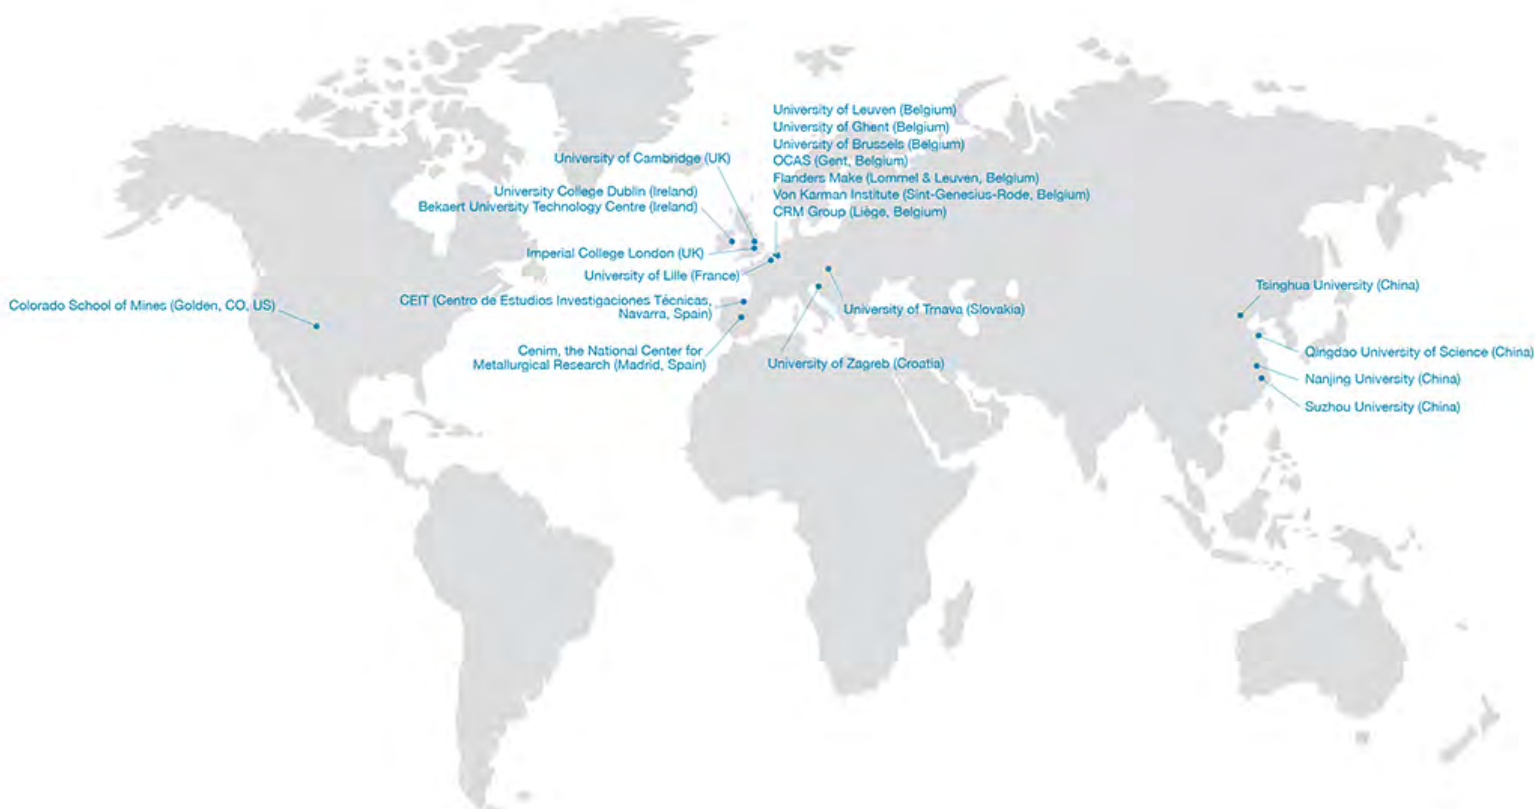 University of Leuven (Belgium)
University of Ghent (Belgium)
University of Brussels (Belgium)
OCAS (Gent, Belgium)
Flanders Make (Lommel & Leuven, Belgium)
Von Karman Institute (Sint-Genesius-Rode, Belgium)
CRM Group (Liège, Belgium)
University of Cambridge (UK)
University College Dublin (Ireland)
Bekaert University Technology Centre (Ireland)
Imperial College London (UK)
University of Lille (France)
Colorado School of Mines (Golden, CO, US)
CEIT (Centro de Estudios Investigaciones Técnicas,
Navarra, Spain)
Cenim, the National Center for
Metallurgical Research (Madrid, Spain)
University of Trnava (Slovakia)
University of Zagreb (Croatia)
Tsinghua University (China)
Qingdao University of Science (China)
Nanjing University (China)
Suzhou University (China)